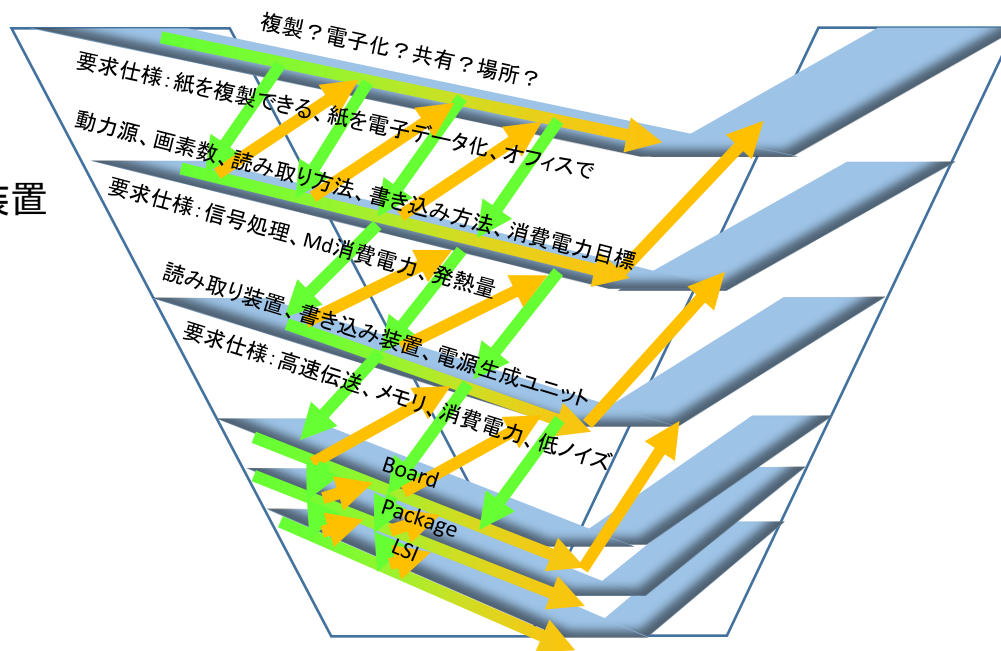 複製？電子化？共有？場所？
要求仕様：紙を複製できる、紙を電子データ化、オフィスで
動力源、画素数、読み取り方法、書き込み方法、消費電力目標
装置
要求仕様：信号処理、Md消費電力、発熱量
読み取り装置、書き込み装置、電源生成ユニット
要求仕様：高速伝送、メモリ、消費電力、低ノイズ
Board
Package
LSI